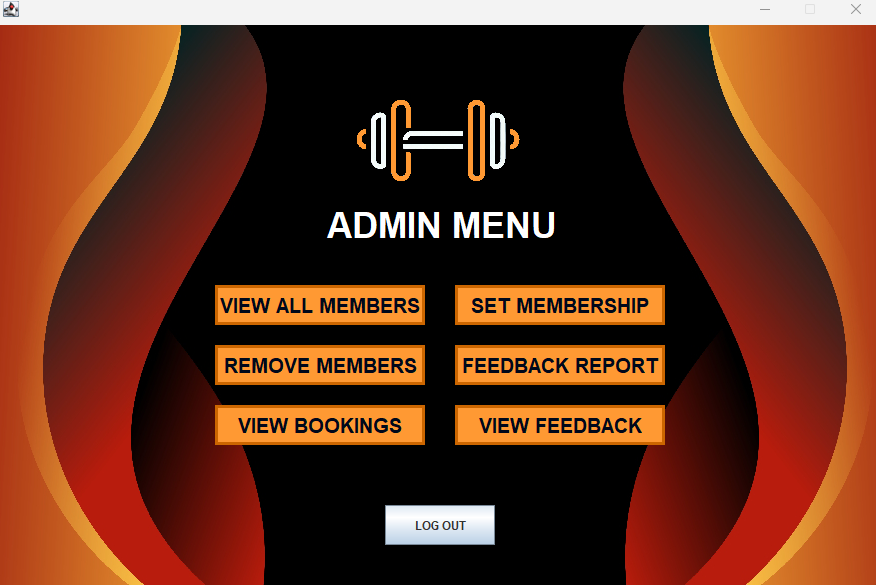 ADMIN MENU
VIEW ALL MEMBERS
SET MEMBERSHIP
REMOVE MEMBERS
FEEDBACK REPORT
VIEW BOOKINGS
VIEW FEEDBACK
LOG OUT